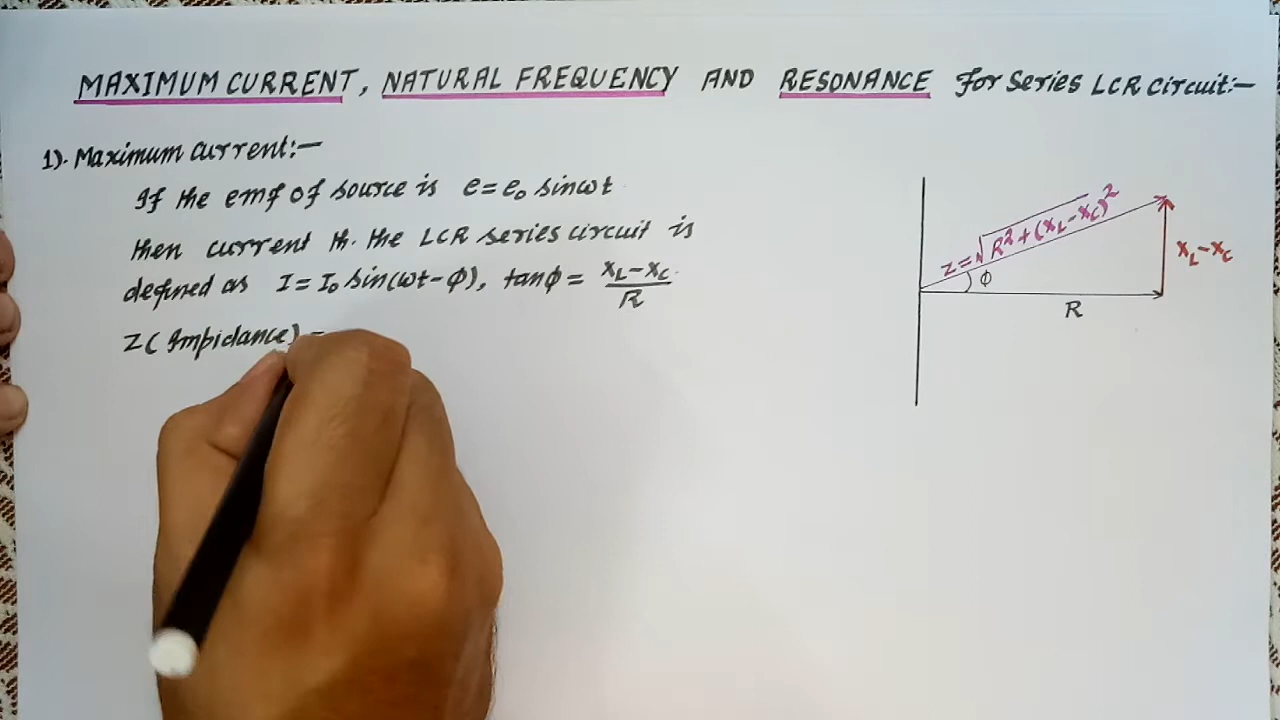 MAXIMUM CURRENT, NATURAL FREQUENCY AND RESONANCE for Series LCR Circuit:-
1). Maximum Current:-
If the emf of source is e = e₀ sinωt
then current th. the LCR series circuit is
defined as I = I₀ sin(ωt-Φ), tanΦ = (X_L-X_C)/R
Z( Impidance) =
Z=√R²+(X_L-X_C)²
Φ
X_L-X_C
R